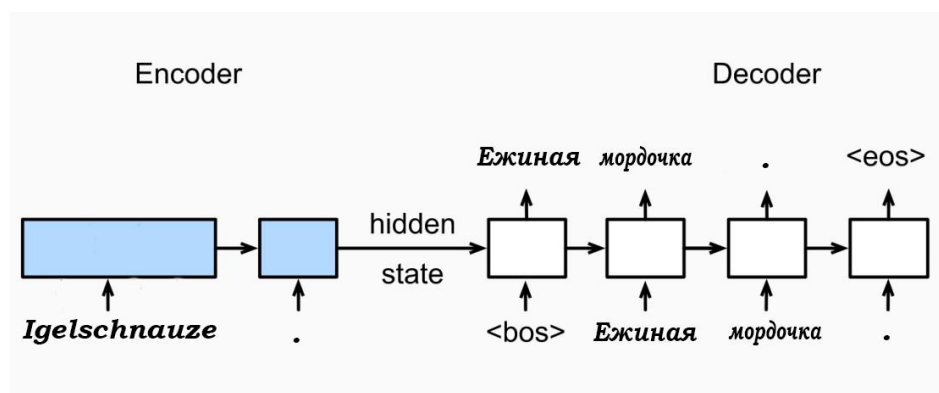 Encoder Decoder
Ежиная мордочка . <eos>
hidden
state
Igelschnauze . <bos> Ежиная мордочка .